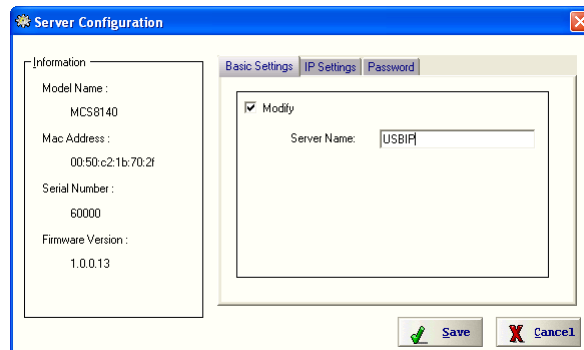 Server Configuration
Information
Model Name :
MCS8140
Mac Address :
00:50:c2:1b:70:2f
Serial Number :
60000
Firmware Version :
1.0.0.13
Basic Settings
IP Settings
Password
Modify
Server Name:
USBIP
Save
Cancel